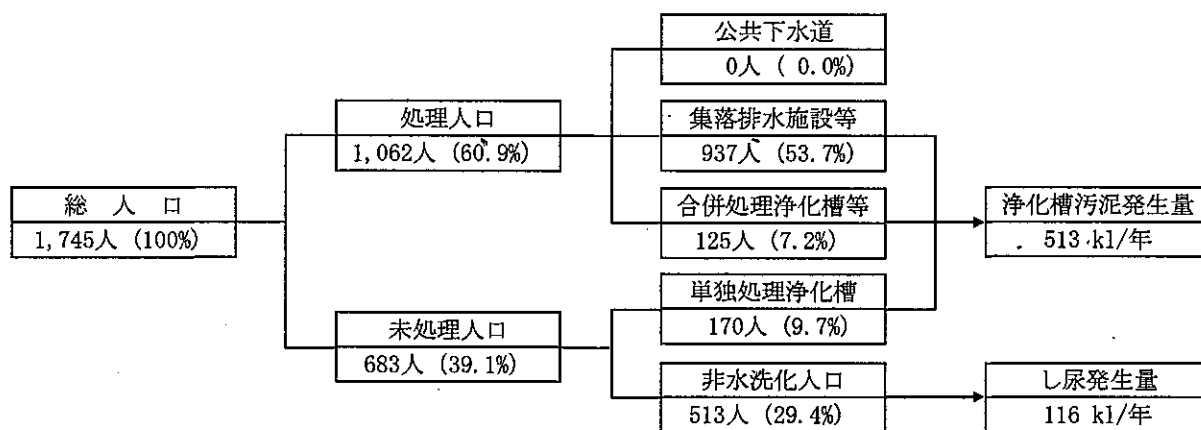 公共下水道
0人 ( 0.0%)
処理人口
1,062人 (60.9%)
集落排水施設等
937人 (53.7%)
総 人 口
1,745人 (100%)
合併処理浄化槽等
125人 (7.2%)
浄化槽汚泥発生量
513 kl/年
単独処理浄化槽
170人 (9.7%)
未処理人口
683人 (39.1%)
非水洗化人口
513人 (29.4%)
し尿発生量
116 kl/年